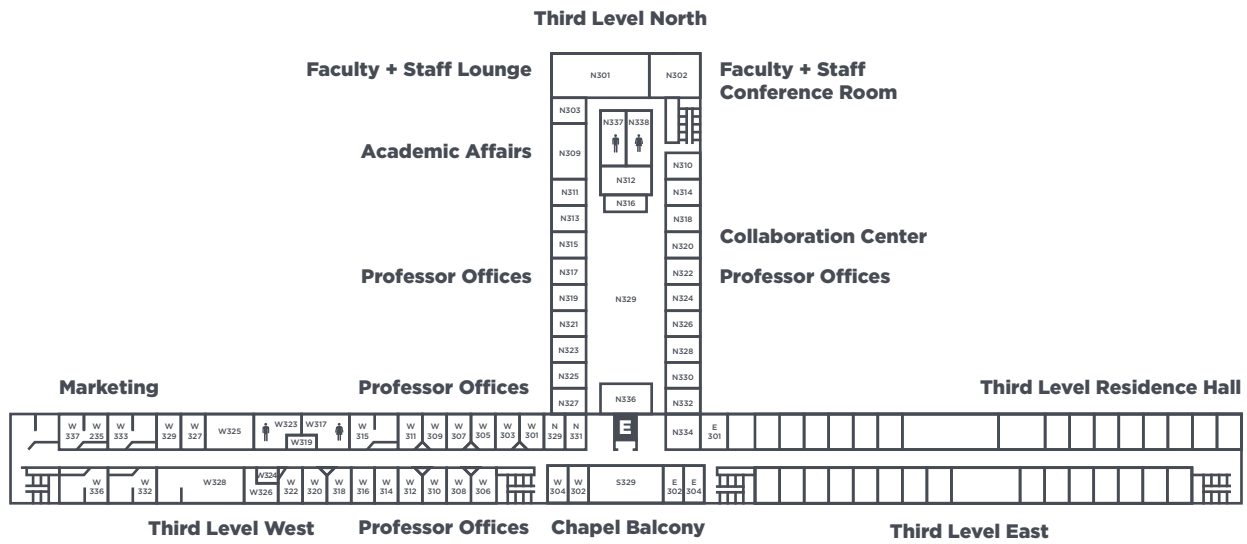 Third Level North
Faculty + Staff Lounge
N301
N302
Faculty + Staff
Conference Room
N303
N337
N338
Academic Affairs
N309
N310
N312
N311
N314
N316
N313
N318
Collaboration Center
N315
N320
Professor Offices
N317
N322
Professor Offices
N319
N329
N324
N321
N326
N323
N328
N325
N330
Marketing
Professor Offices
N327
N336
N332
Third Level Residence Hall
W
337
W
235
W
333
W
329
W
327
W325
W323
W317
W319
W
315
W
311
W
309
W
307
W
305
W
303
W
301
N
329
N
331
E
N334
E
301
W
336
W
332
W328
W324
W326
W
322
W
320
W
318
W
316
W
314
W
312
W
310
W
308
W
306
W
304
W
302
S329
E
302
E
304
Third Level West
Professor Offices
Chapel Balcony
Third Level East